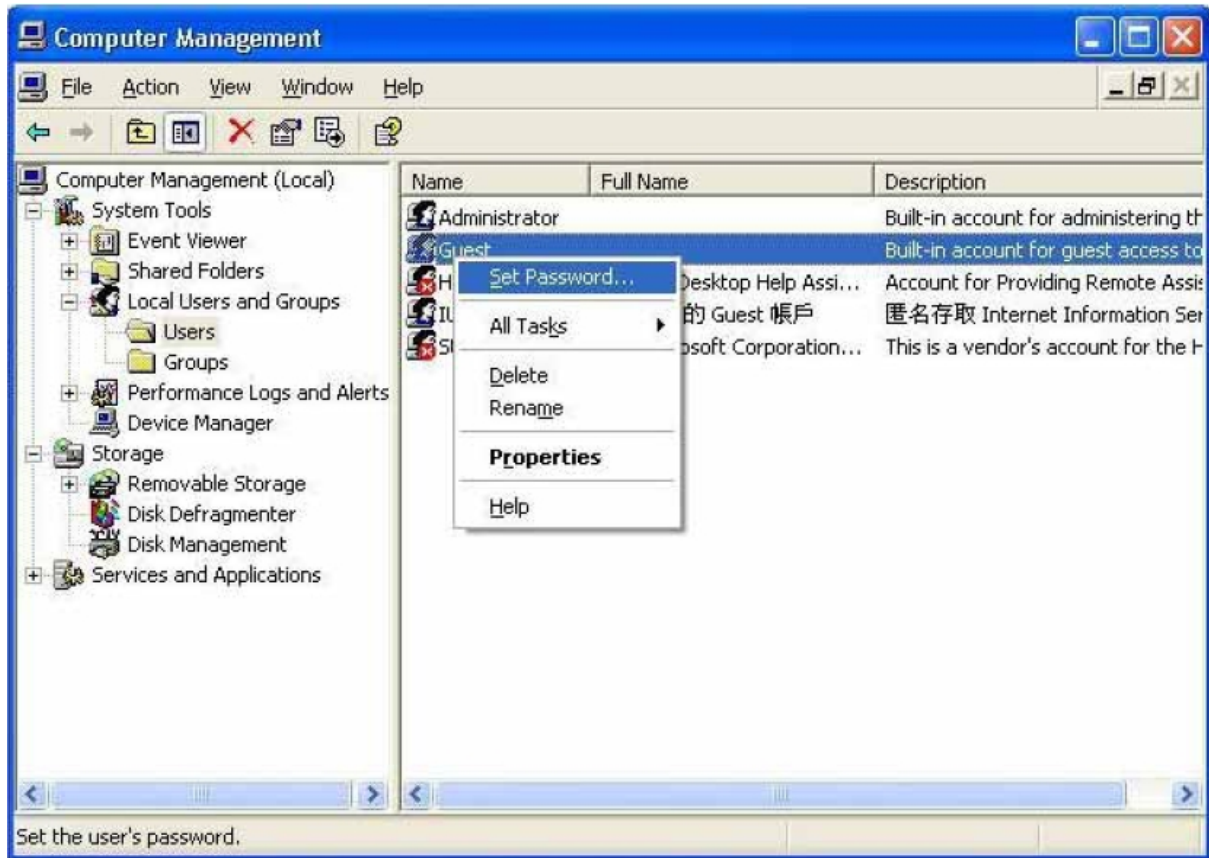 Computer Management
File Action View Window Help
Computer Management (Local)
System Tools
Event Viewer
Shared Folders
Local Users and Groups
Users
Groups
Performance Logs and Alerts
Device Manager
Storage
Removable Storage
Disk Defragmenter
Disk Management
Services and Applications
Name Full Name Description
Administrator Built-in account for administering th
Guest Built-in account for guest access to
H Desktop Help Assi... Account for Providing Remote Assis
IU 的 Guest 帳戶 匿名存取 Internet Information Ser
osoft Corporation... This is a vendor's account for the H
Set Password...
All Tasks
Delete
Rename
Properties
Help
Set the user's password.